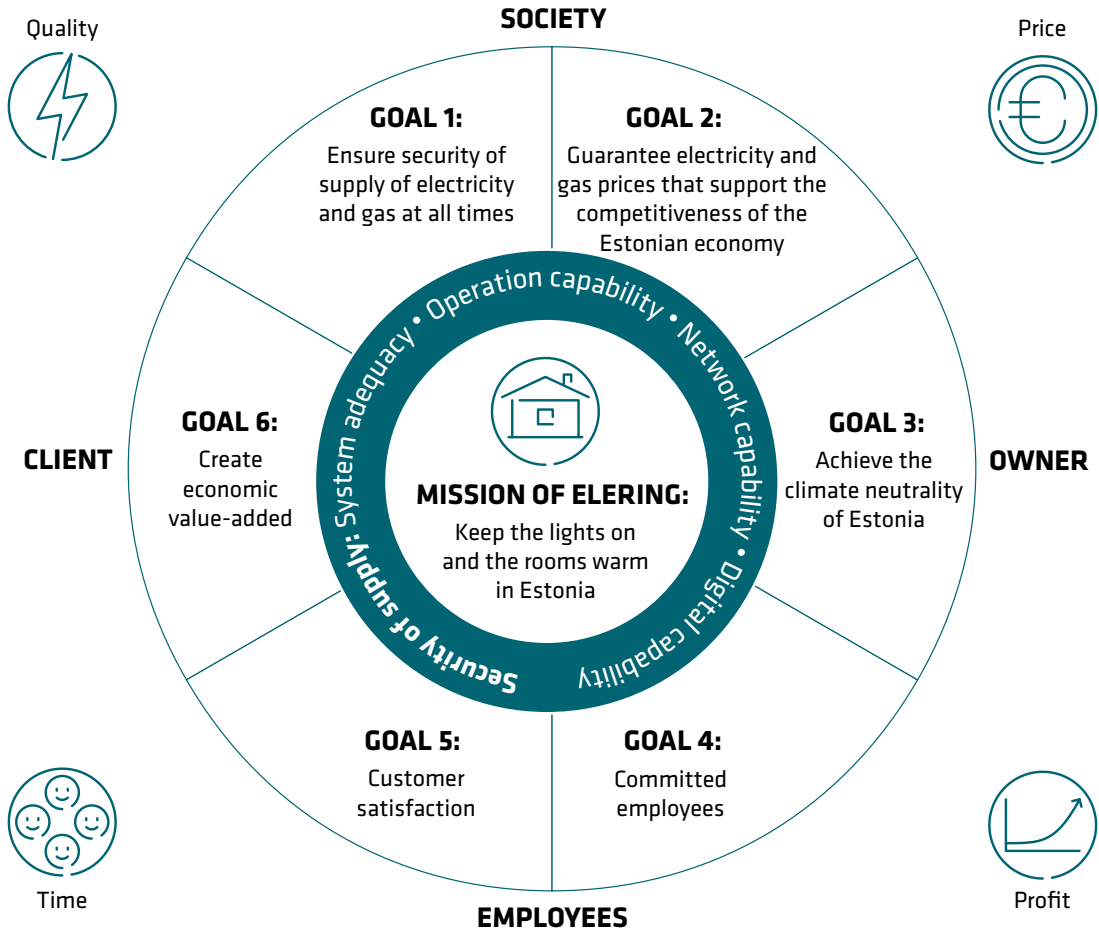 SOCIETY
Quality
Price
GOAL 1:
Ensure security of
supply of electricity
and gas at all times
GOAL 2:
Guarantee electricity and
gas prices that support the
competitiveness of the
Estonian economy
Security of supply: System adequacy • Operation capability • Network capability • Digital capability
GOAL 6:
Create
economic
value-added
CLIENT
MISSION OF ELERING:
Keep the lights on
and the rooms warm
in Estonia
GOAL 3:
Achieve the
climate neutrality
of Estonia
OWNER
GOAL 5:
Customer
satisfaction
GOAL 4:
Committed
employees
Time
Profit
EMPLOYEES